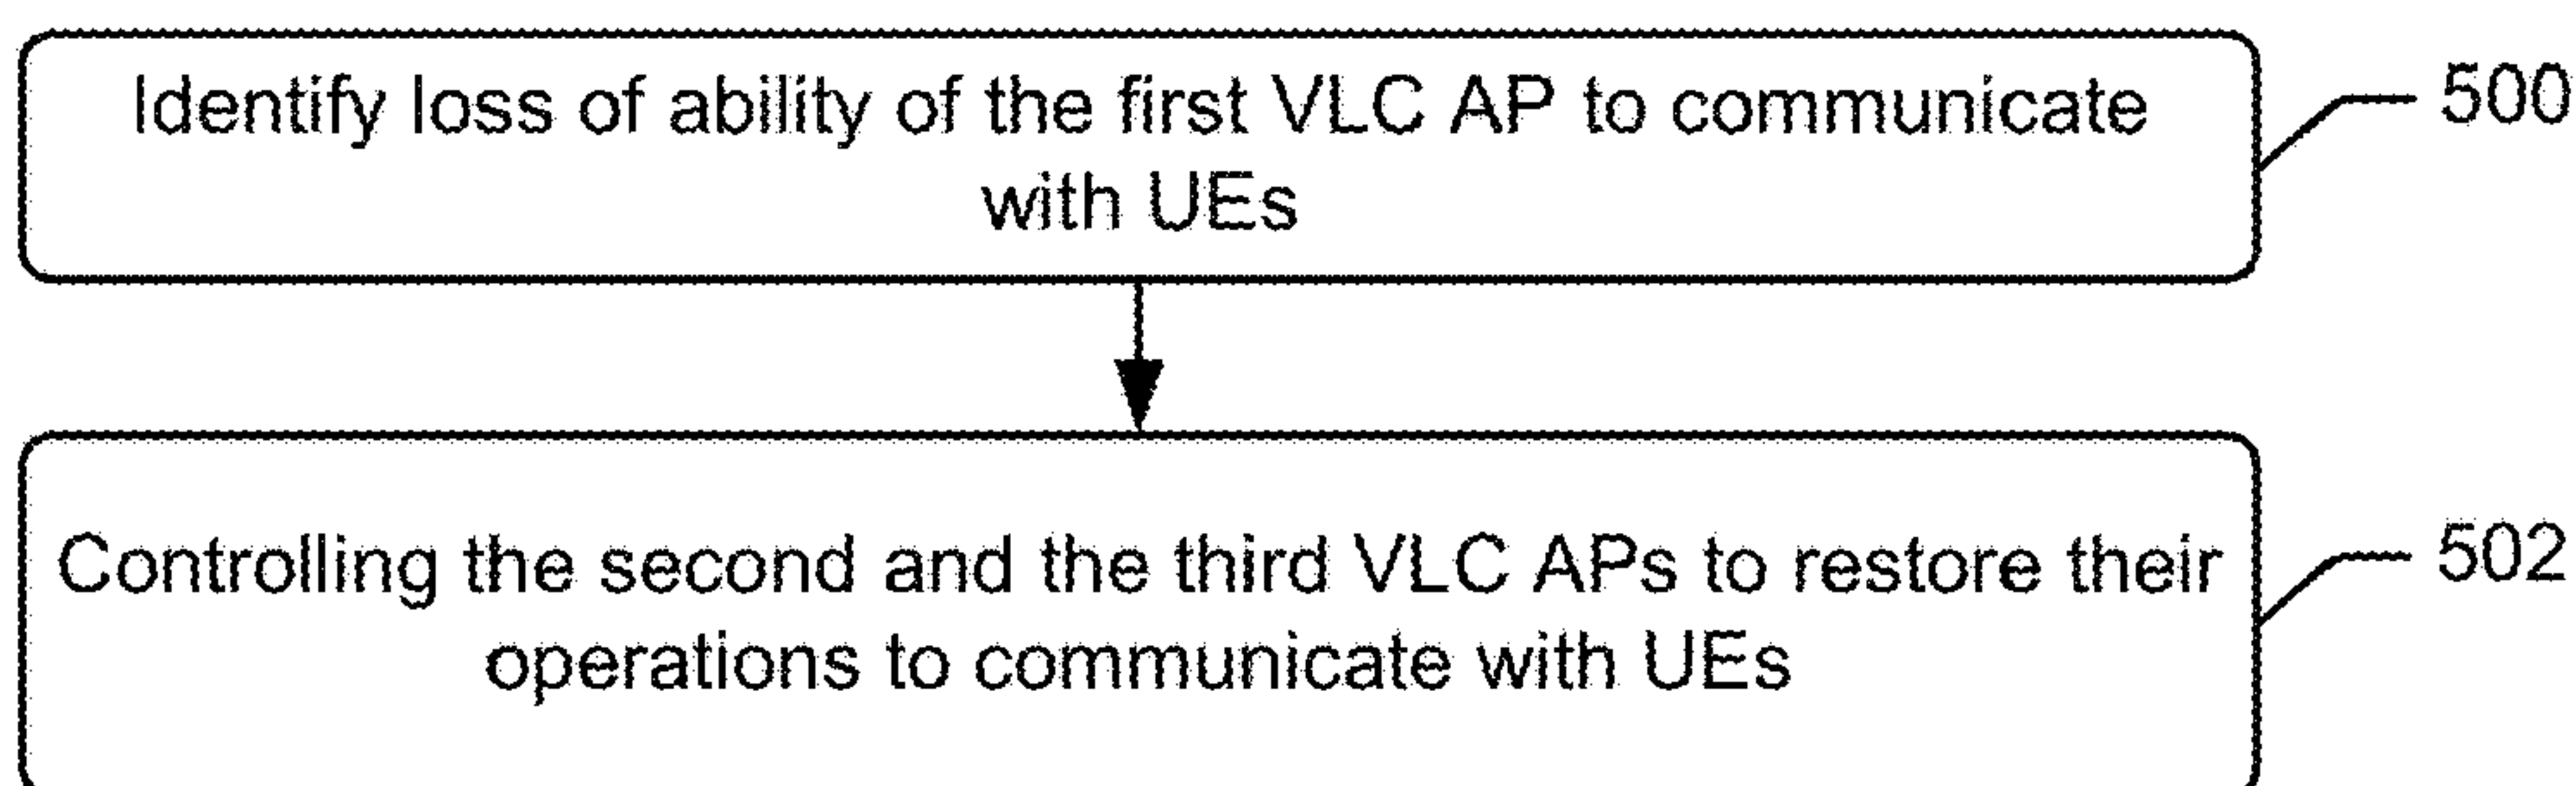 Identify loss of ability of the first VLC AP to communicate
with UEs
500
Controlling the second and the third VLC APs to restore their
operations to communicate with UEs
502